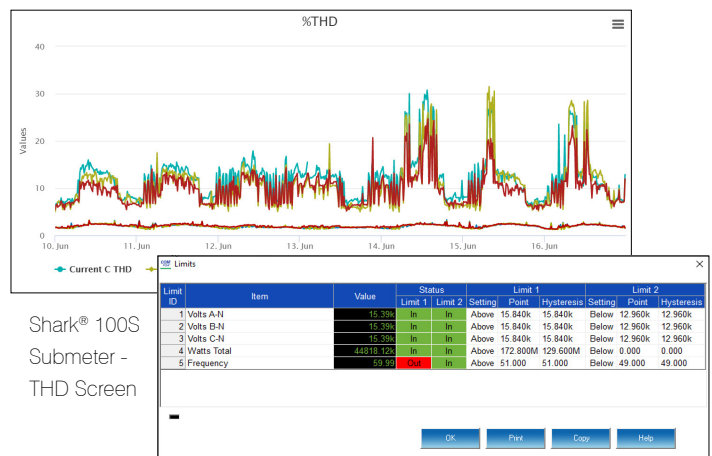 %THD
40
30
20
10
0
Values
10. Jun 11. Jun 12. Jun 13. Jun 14. Jun 15. Jun 16. Jun
Current C THD
Shark® 100S
Submeter -
THD Screen
Limits
Limit ID Item Value Status Limit 1 Limit 2
Limit 1 Limit 2 Setting Point Hysteresis Setting Point Hysteresis
1 Volts A-N 15.39k In In Above 15.840k 15.840k Below 12.960k 12.960k
2 Volts B-N 15.39k In In Above 15.840k 15.840k Below 12.960k 12.960k
3 Volts C-N 15.39k In In Above 15.840k 15.840k Below 12.960k 12.960k
4 Watts Total 44818.12k In In Above 172.800M 129.600M Below 0.000 0.000
5 Frequency 59.99 Out In Above 51.000 51.000 Below 49.000 49.000
OK Print Copy Help